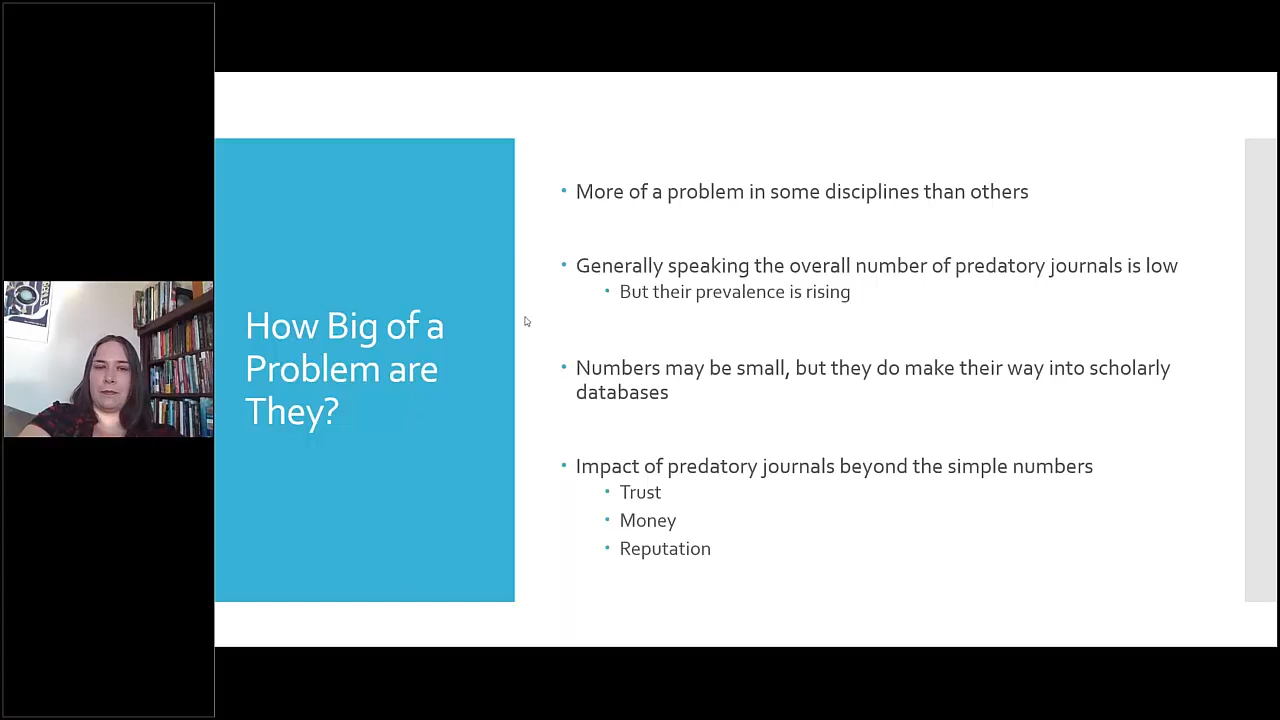 How Big of a
Problem are
They?
More of a problem in some disciplines than others
Generally speaking the overall number of predatory journals is low
But their prevalence is rising
Numbers may be small, but they do make their way into scholarly
databases
Impact of predatory journals beyond the simple numbers
Trust
Money
Reputation